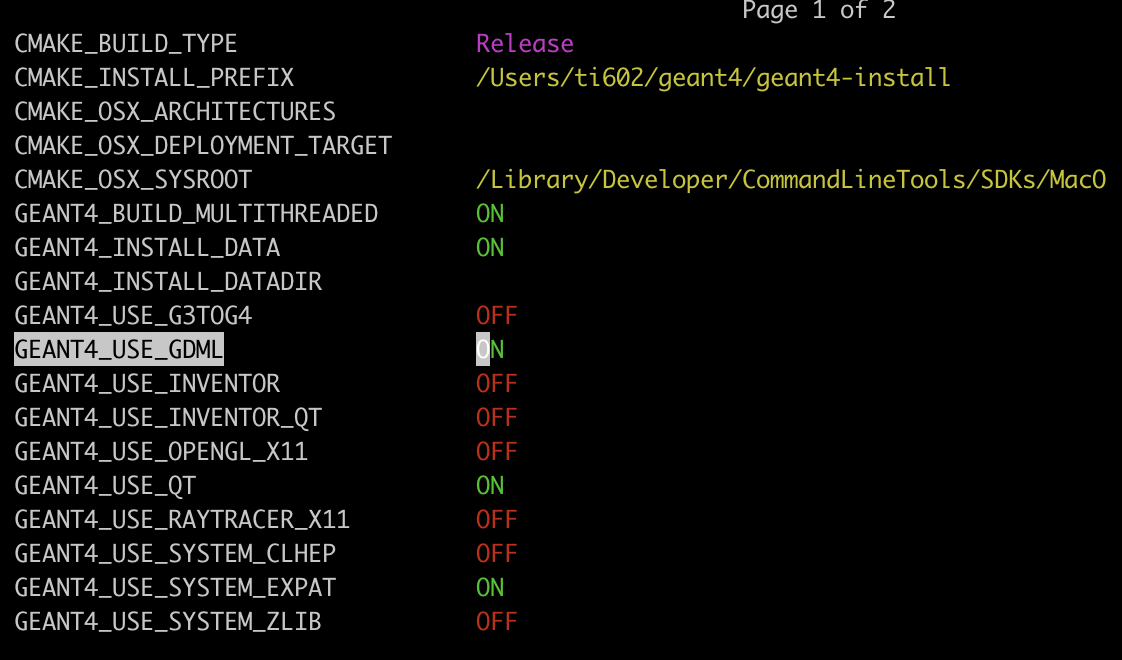 Page 1 of 2
CMAKE_BUILD_TYPE Release
CMAKE_INSTALL_PREFIX /Users/ti602/geant4/geant4-install
CMAKE_OSX_ARCHITECTURES
CMAKE_OSX_DEPLOYMENT_TARGET
CMAKE_OSX_SYSROOT /Library/Developer/CommandLineTools/SDKs/MacO
GEANT4_BUILD_MULTITHREADED ON
GEANT4_INSTALL_DATA ON
GEANT4_INSTALL_DATADIR
GEANT4_USE_G3TOG4 OFF
GEANT4_USE_GDML ON
GEANT4_USE_INVENTOR OFF
GEANT4_USE_INVENTOR_QT OFF
GEANT4_USE_OPENGL_X11 OFF
GEANT4_USE_QT ON
GEANT4_USE_RAYTRACER_X11 OFF
GEANT4_USE_SYSTEM_CLHEP OFF
GEANT4_USE_SYSTEM_EXPAT ON
GEANT4_USE_SYSTEM_ZLIB OFF